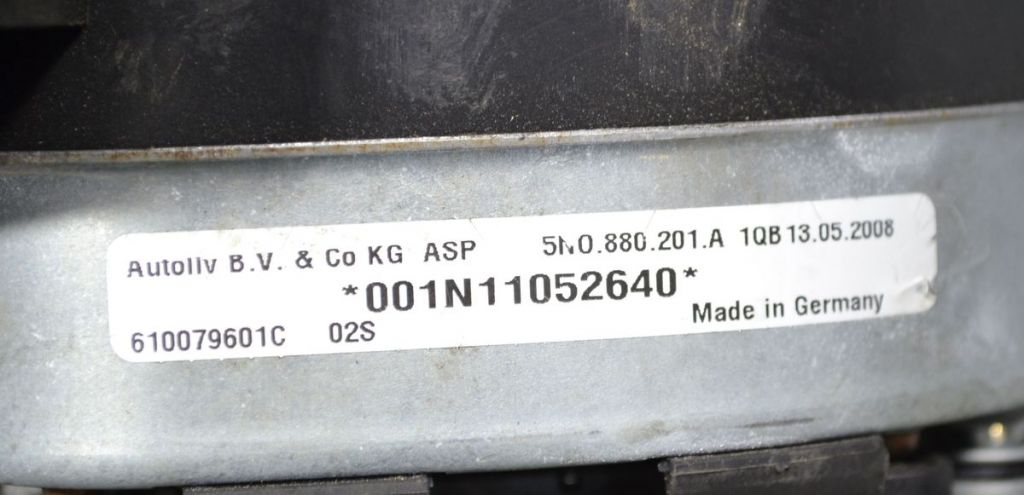 Autoliv B.V. & Co KG ASP 5N0.880.201.A 1QB 13.05.2008
*001N11052640*
610079601C 02S Made in Germany